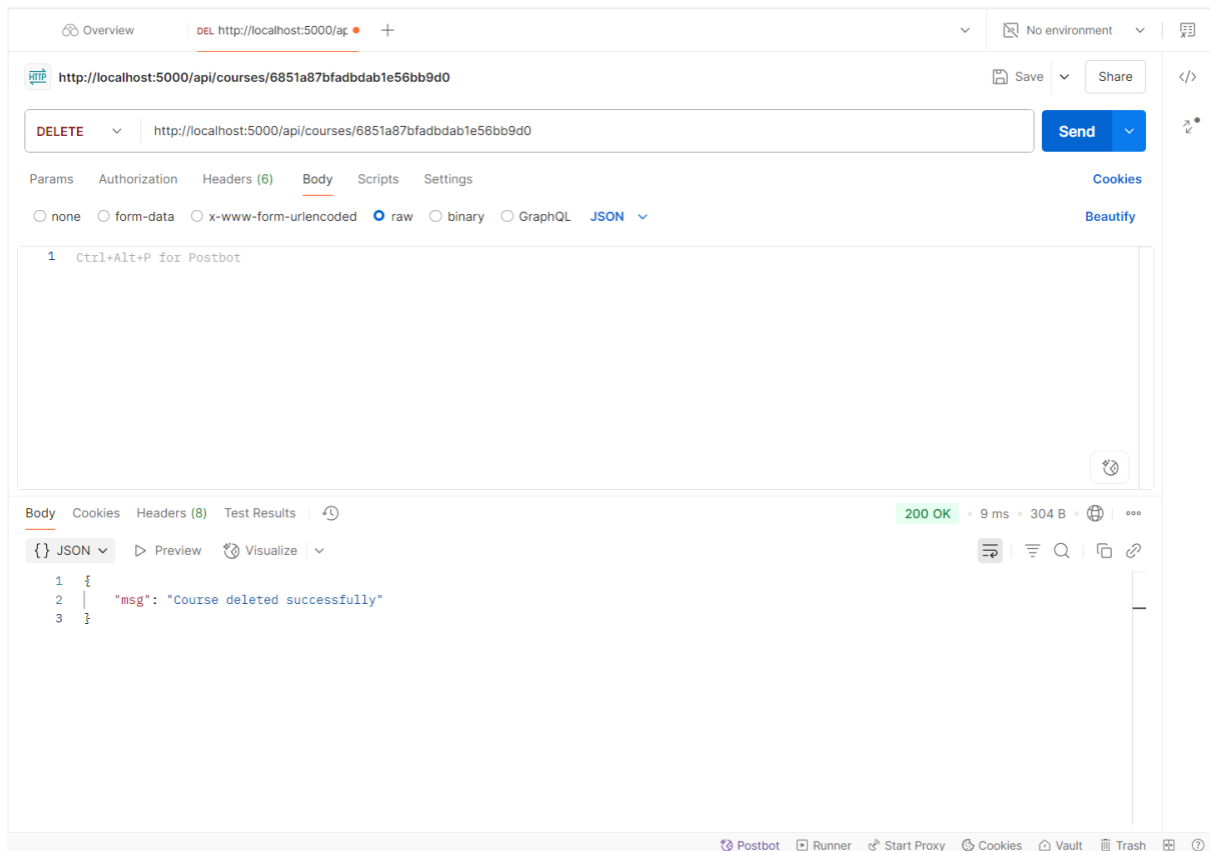 Overview DEL http://localhost:5000/ap No environment
HTTP http://localhost:5000/api/courses/6851a87bfadbdab1e56bb9d0 Save Share
DELETE http://localhost:5000/api/courses/6851a87bfadbdab1e56bb9d0 Send
Params Authorization Headers (6) Body Scripts Settings Cookies
none form-data x-www-form-urlencoded raw binary GraphQL JSON Beautify
1 Ctrl+Alt+P for Postbot
Body Cookies Headers (8) Test Results 200 OK 9 ms 304 B
{} JSON Preview Visualize
1 {
2 "msg": "Course deleted successfully"
3 }
Postbot Runner Start Proxy Cookies Vault Trash